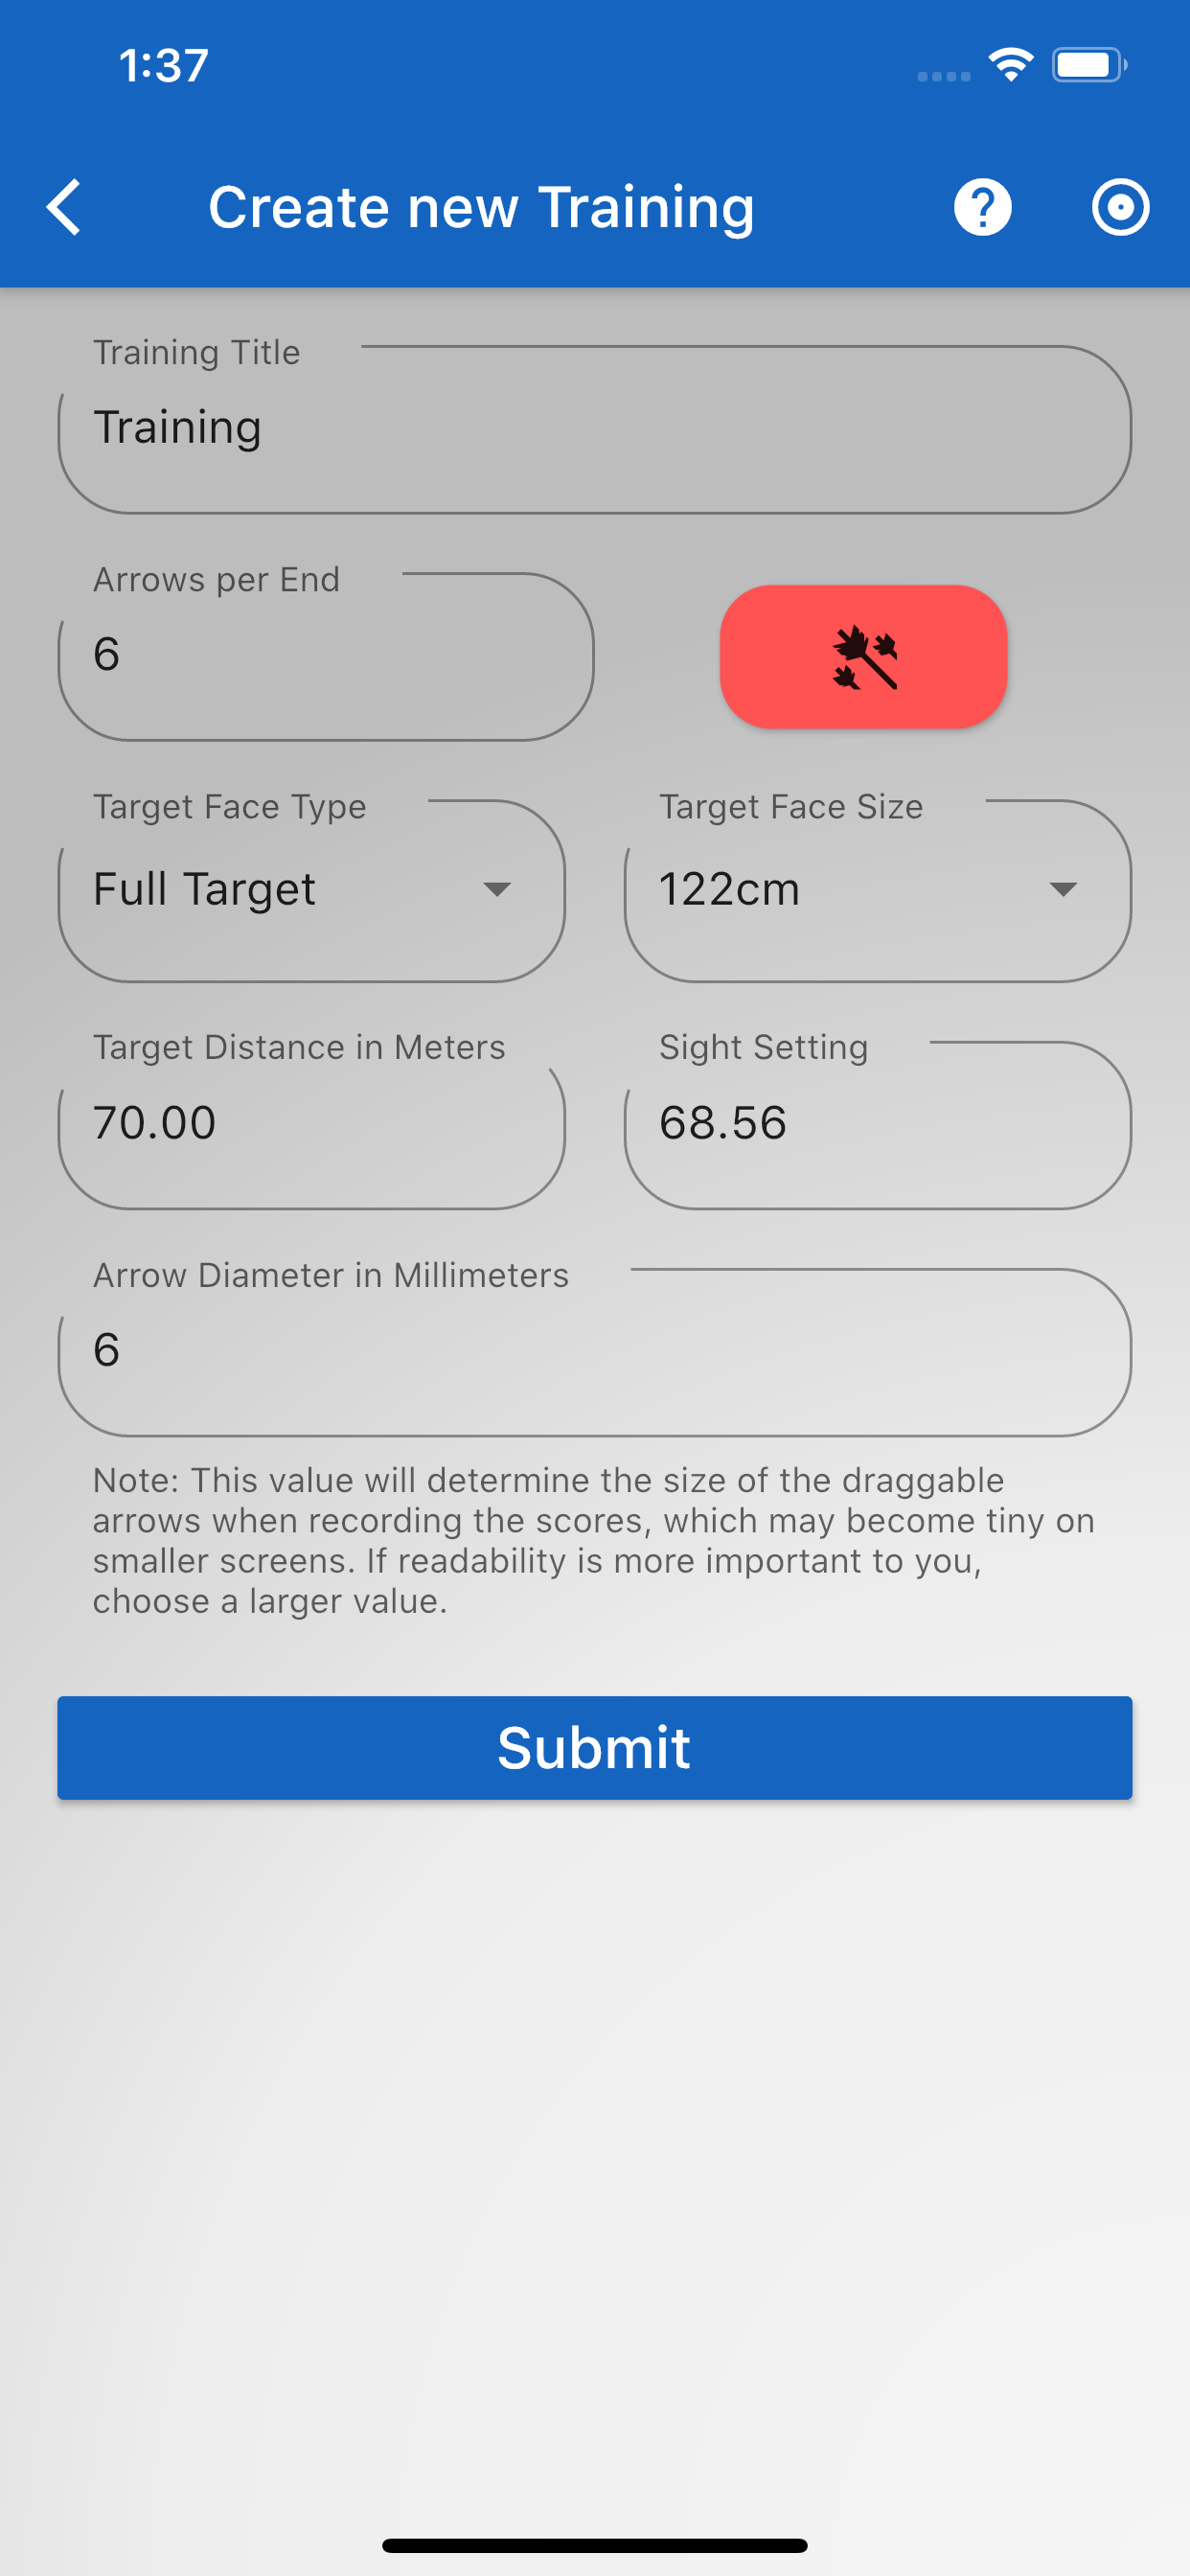 1:37
Create new Training
Training Title
Training
Arrows per End
6
Target Face Type
Full Target
Target Face Size
122cm
Target Distance in Meters
70.00
Sight Setting
68.56
Arrow Diameter in Millimeters
6
Note: This value will determine the size of the draggable
arrows when recording the scores, which may become tiny on
smaller screens. If readability is more important to you,
choose a larger value.
Submit